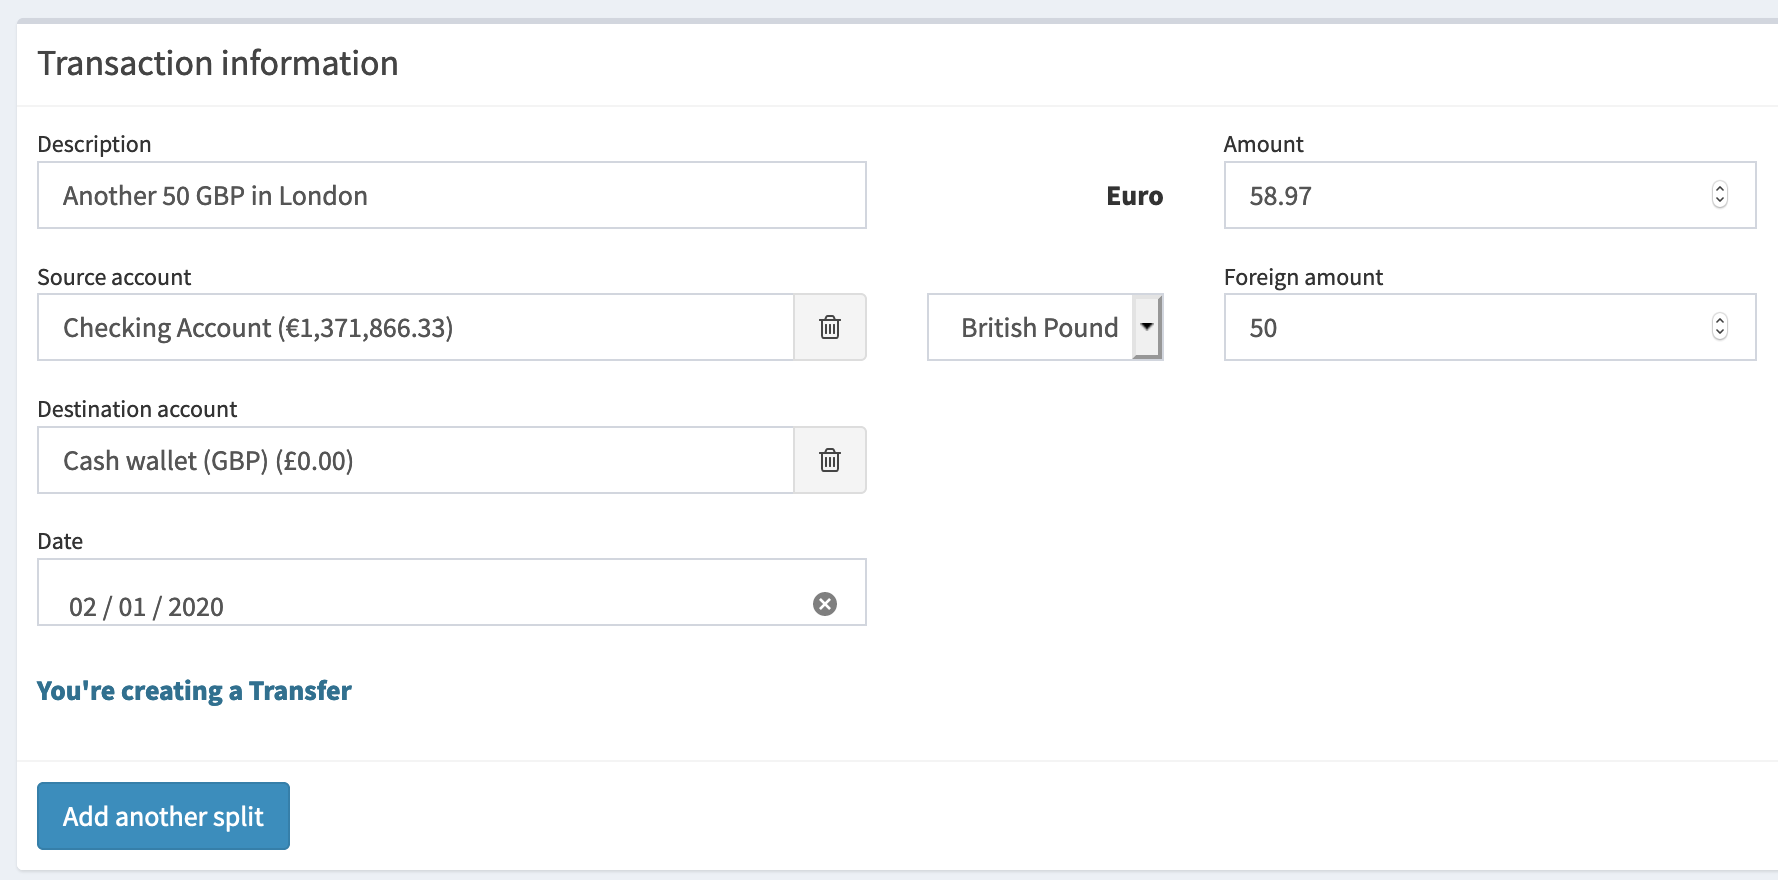 Transaction information
Description
Another 50 GBP in London
Euro
Amount
58.97
Source account
Checking Account (€1,371,866.33)
British Pound
Foreign amount
50
Destination account
Cash wallet (GBP) (£0.00)
Date
02 / 01 / 2020
You're creating a Transfer
Add another split